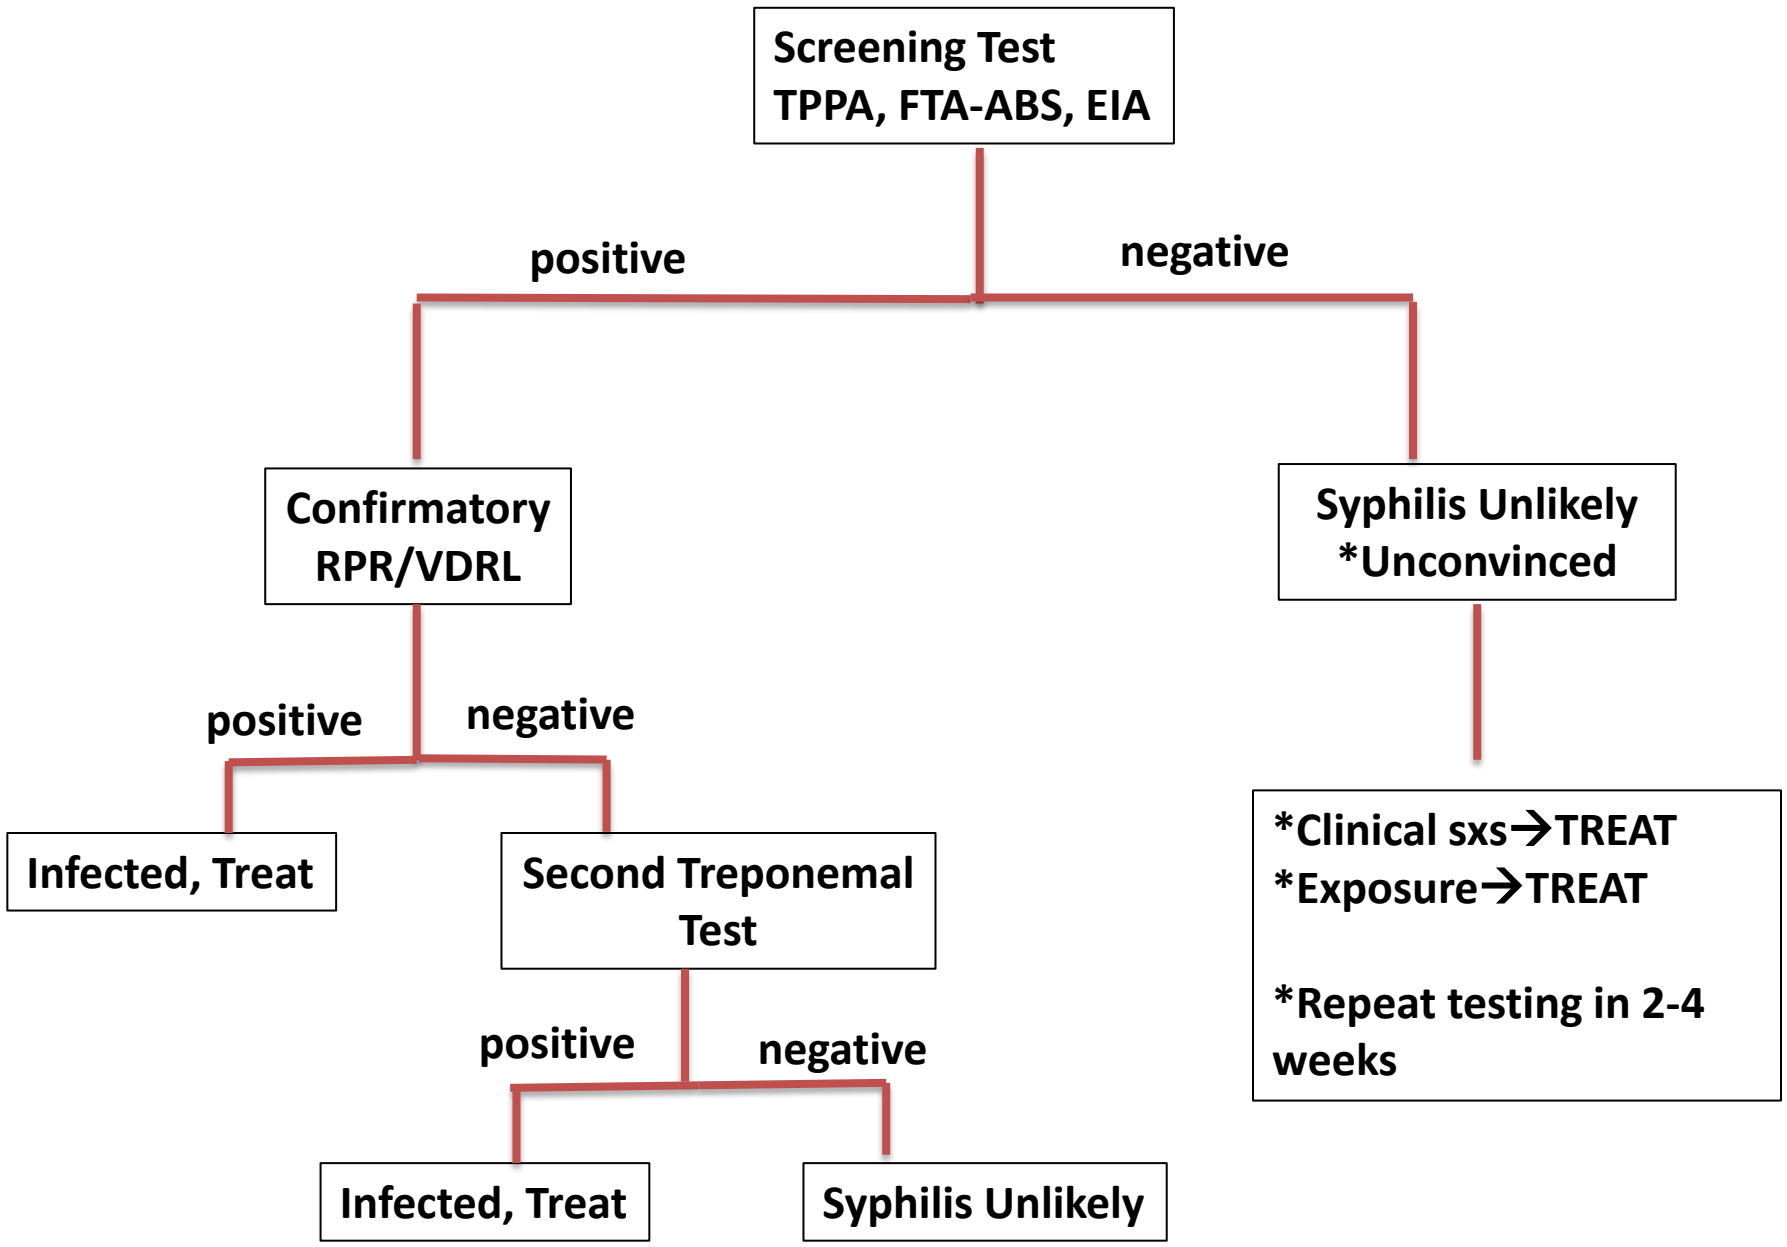 Screening Test
TPPA, FTA-ABS, EIA
positive
negative
Confirmatory
RPR/VDRL
Syphilis Unlikely
*Unconvinced
positive
negative
Infected, Treat
Second Treponemal
Test
*Clinical sxs→TREAT
*Exposure→TREAT
*Repeat testing in 2-4
weeks
positive
negative
Infected, Treat
Syphilis Unlikely